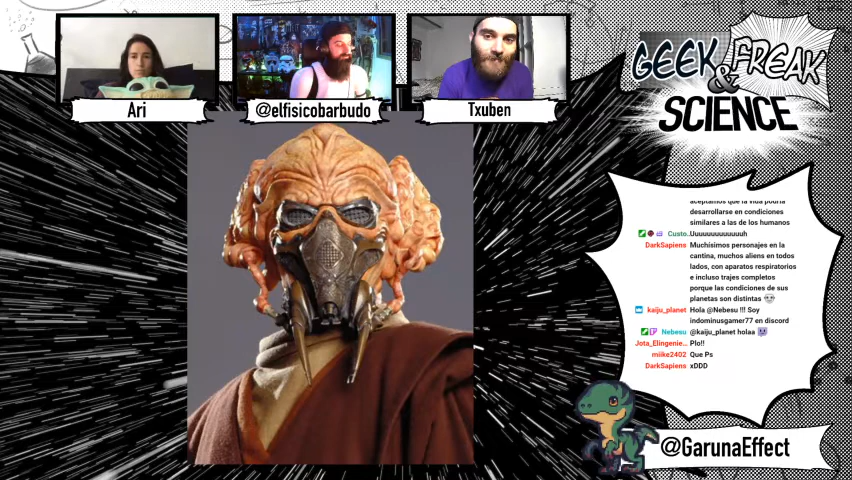 GEEK
& FREAK
SCIENCE
Ari
@elfisicobarbudo
Txuben
aceptamos que la vida podría
desarrollarse en condiciones
similares a las de los humanos
Custo.. Uuuuuuuuuuuuh
DarkSapiens Muchísimos personajes en la
cantina, muchos aliens en todos
lados, con aparatos respiratorios
e incluso trajes completos
porque las condiciones de sus
planetas son distintas
kaiju_planet Hola @Nebesu !!! Soy
indominusgamer77 en discord
Nebesu @kaiju_planet holaa
Jota_Elingenie... Plo!!
miike2402 Que Ps
DarkSapiens xDDD
@GarunaEffect